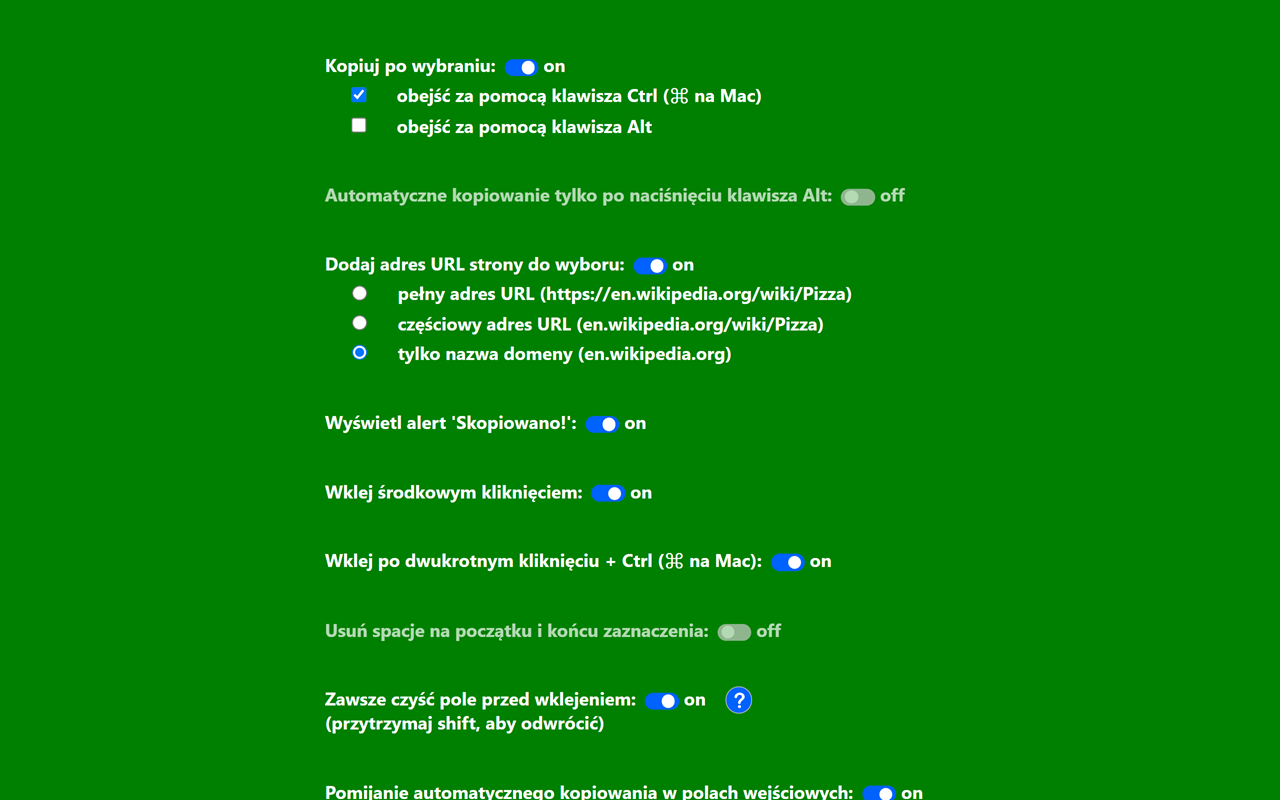 Kopiuj po wybraniu: on
obejść za pomocą klawisza Ctrl (⌘ na Mac)
obejść za pomocą klawisza Alt
Automatyczne kopiowanie tylko po naciśnięciu klawisza Alt: off
Dodaj adres URL strony do wyboru: on
pełny adres URL (https://en.wikipedia.org/wiki/Pizza)
częściowy adres URL (en.wikipedia.org/wiki/Pizza)
tylko nazwa domeny (en.wikipedia.org)
Wyświetl alert 'Skopiowano!': on
Wklej środkowym kliknięciem: on
Wklej po dwukrotnym kliknięciu + Ctrl (⌘ na Mac): on
Usuń spacje na początku i końcu zaznaczenia: off
Zawsze czyść pole przed wklejeniem: on ?
(przytrzymaj shift, aby odwrócić)
Pomijanie automatycznego kopiowania w polach wejściowych: on